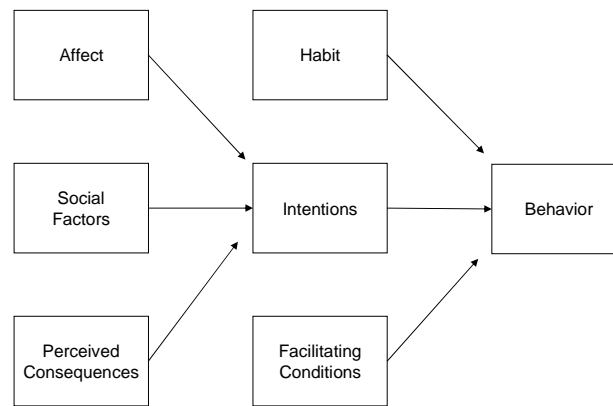 Affect
Habit
Social
Factors
Intentions
Behavior
Perceived
Consequences
Facilitating
Conditions